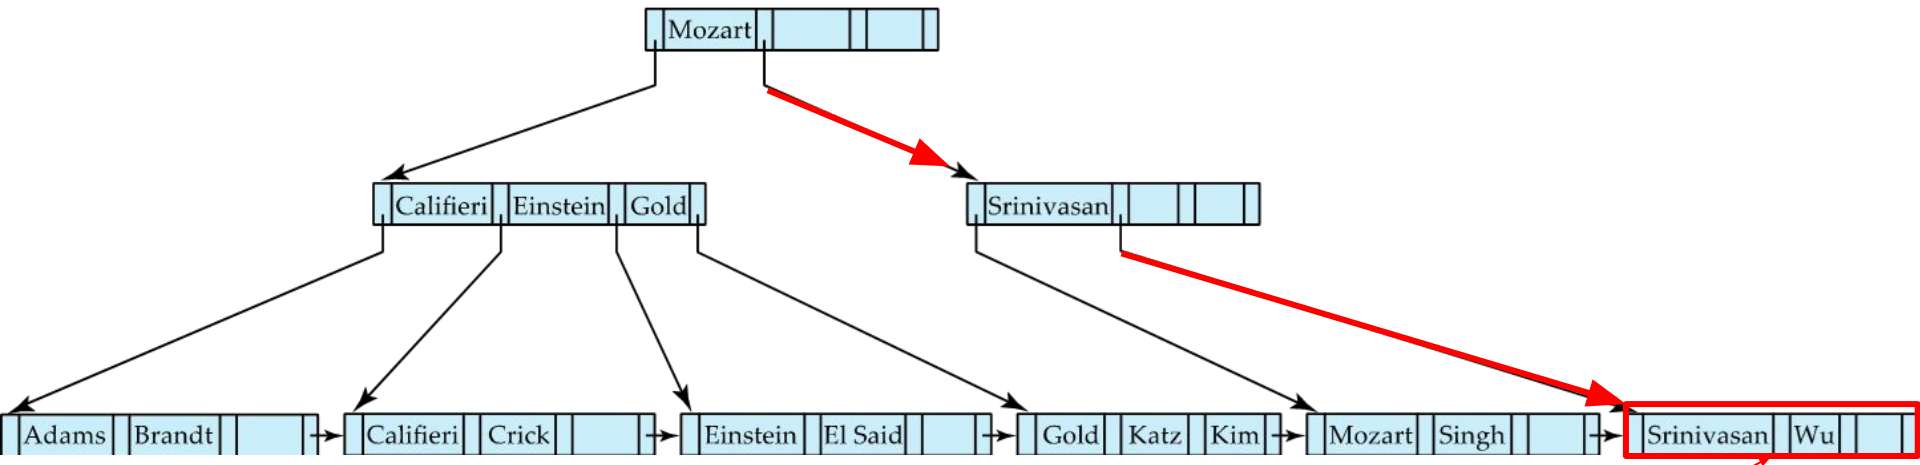 Mozart
Califieri Einstein Gold
Srinivasan
Adams Brandt
Califieri Crick
Einstein El Said
Gold Katz Kim
Mozart Singh
Srinivasan Wu